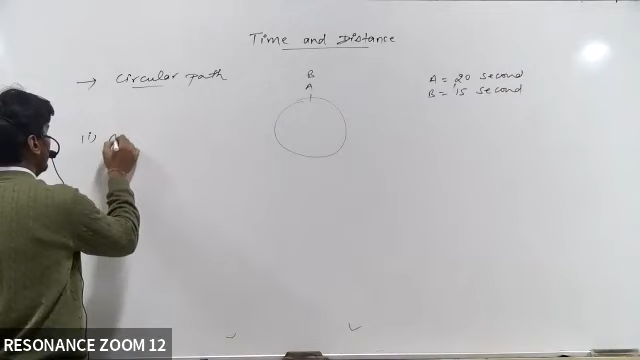 Time and Distance
→ Circular path
B
A
A = 20 second
B = 15 second
(i)
RESONANCE ZOOM 12